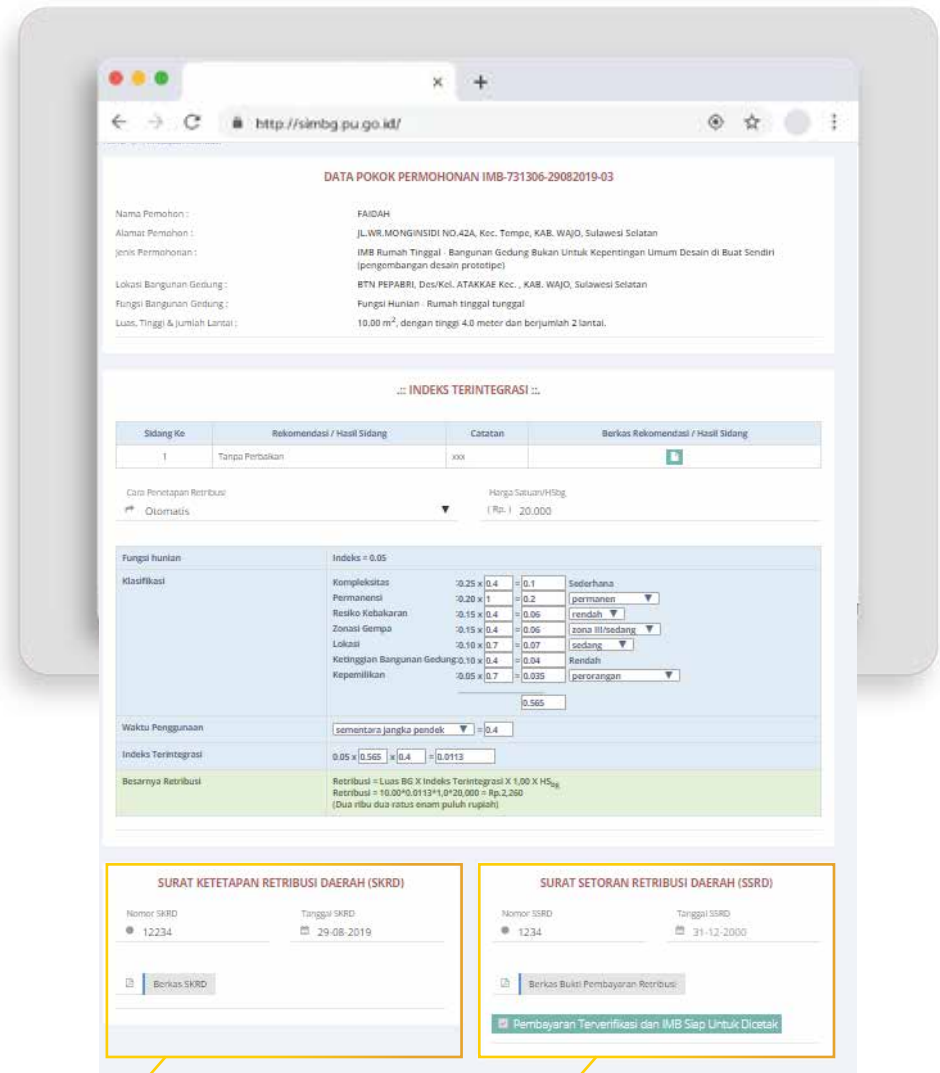 http://simbg.pu.go.id/
DATA POKOK PERMOHONAN IMB-731306-29082019-03
Nama Pemohon : FAIDAH
Alamat Pemohon : JL.WR.MONGINSIDI NO.42A, Kec. Tempe, KAB. WAJO, Sulawesi Selatan
Jenis Permohonan : IMB Rumah Tinggal - Bangunan Gedung Bukan Untuk Kepentingan Umum Desain di Buat Sendiri
(pengembangan desain prototipe)
Lokasi Bangunan Gedung : BTN PEPABRI, Des/Kel. ATAKKAE Kec. , KAB. WAJO, Sulawesi Selatan
Fungsi Bangunan Gedung : Fungsi Hunian - Rumah tinggal tunggal
Luas, Tinggi & Jumlah Lantai : 10.00 m², dengan tinggi 4.0 meter dan berjumlah 2 lantai.
.:: INDEKS TERINTEGRASI ::.
Sidang Ke Rekomendasi / Hasil Sidang Catatan Berkas Rekomendasi / Hasil Sidang
1 Tanpa Perbaikan xxx
Cara Penetapan Retribusi Harga Satuan/HSbg
Otomatis ( Rp. ) 20.000
Fungsi hunian Indeks = 0.05
Klasifikasi Kompleksitas :0.25 x 0.4 = 0.1 Sederhana
Permanensi :0.20 x 1 = 0.2 permanen
Resiko Kebakaran :0.15 x 0.4 = 0.06 rendah
Zonasi Gempa :0.15 x 0.4 = 0.06 zona III/sedang
Lokasi :0.10 x 0.7 = 0.07 sedang
Ketinggian Bangunan Gedung:0.10 x 0.4 = 0.04 Rendah
Kepemilikan :0.05 x 0.7 = 0.035 perorangan
0.565
Waktu Penggunaan sementara jangka pendek = 0.4
Indeks Terintegrasi 0.05 x 0.565 x 0.4 = 0.0113
Besarnya Retribusi Retribusi = Luas BG X Indeks Terintegrasi X 1,00 X HSbg
Retribusi = 10.00*0.0113*1,0*20,000 = Rp.2,260
(Dua ribu dua ratus enam puluh rupiah)
SURAT KETETAPAN RETRIBUSI DAERAH (SKRD)
Nomor SKRD Tanggal SKRD
12234 29-08-2019
Berkas SKRD
SURAT SETORAN RETRIBUSI DAERAH (SSRD)
Nomor SSRD Tanggal SSRD
1234 31-12-2000
Berkas Bukti Pembayaran Retribusi
Pembayaran Terverifikasi dan IMB Siap Untuk Dicetak